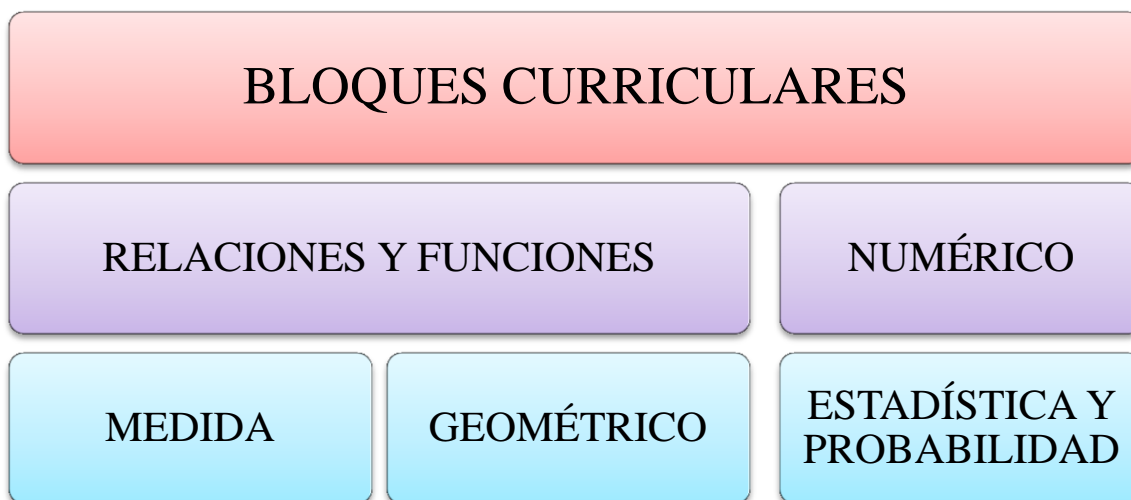 BLOQUES CURRICULARES
RELACIONES Y FUNCIONES
NUMÉRICO
MEDIDA
GEOMÉTRICO
ESTADÍSTICA Y
PROBABILIDAD